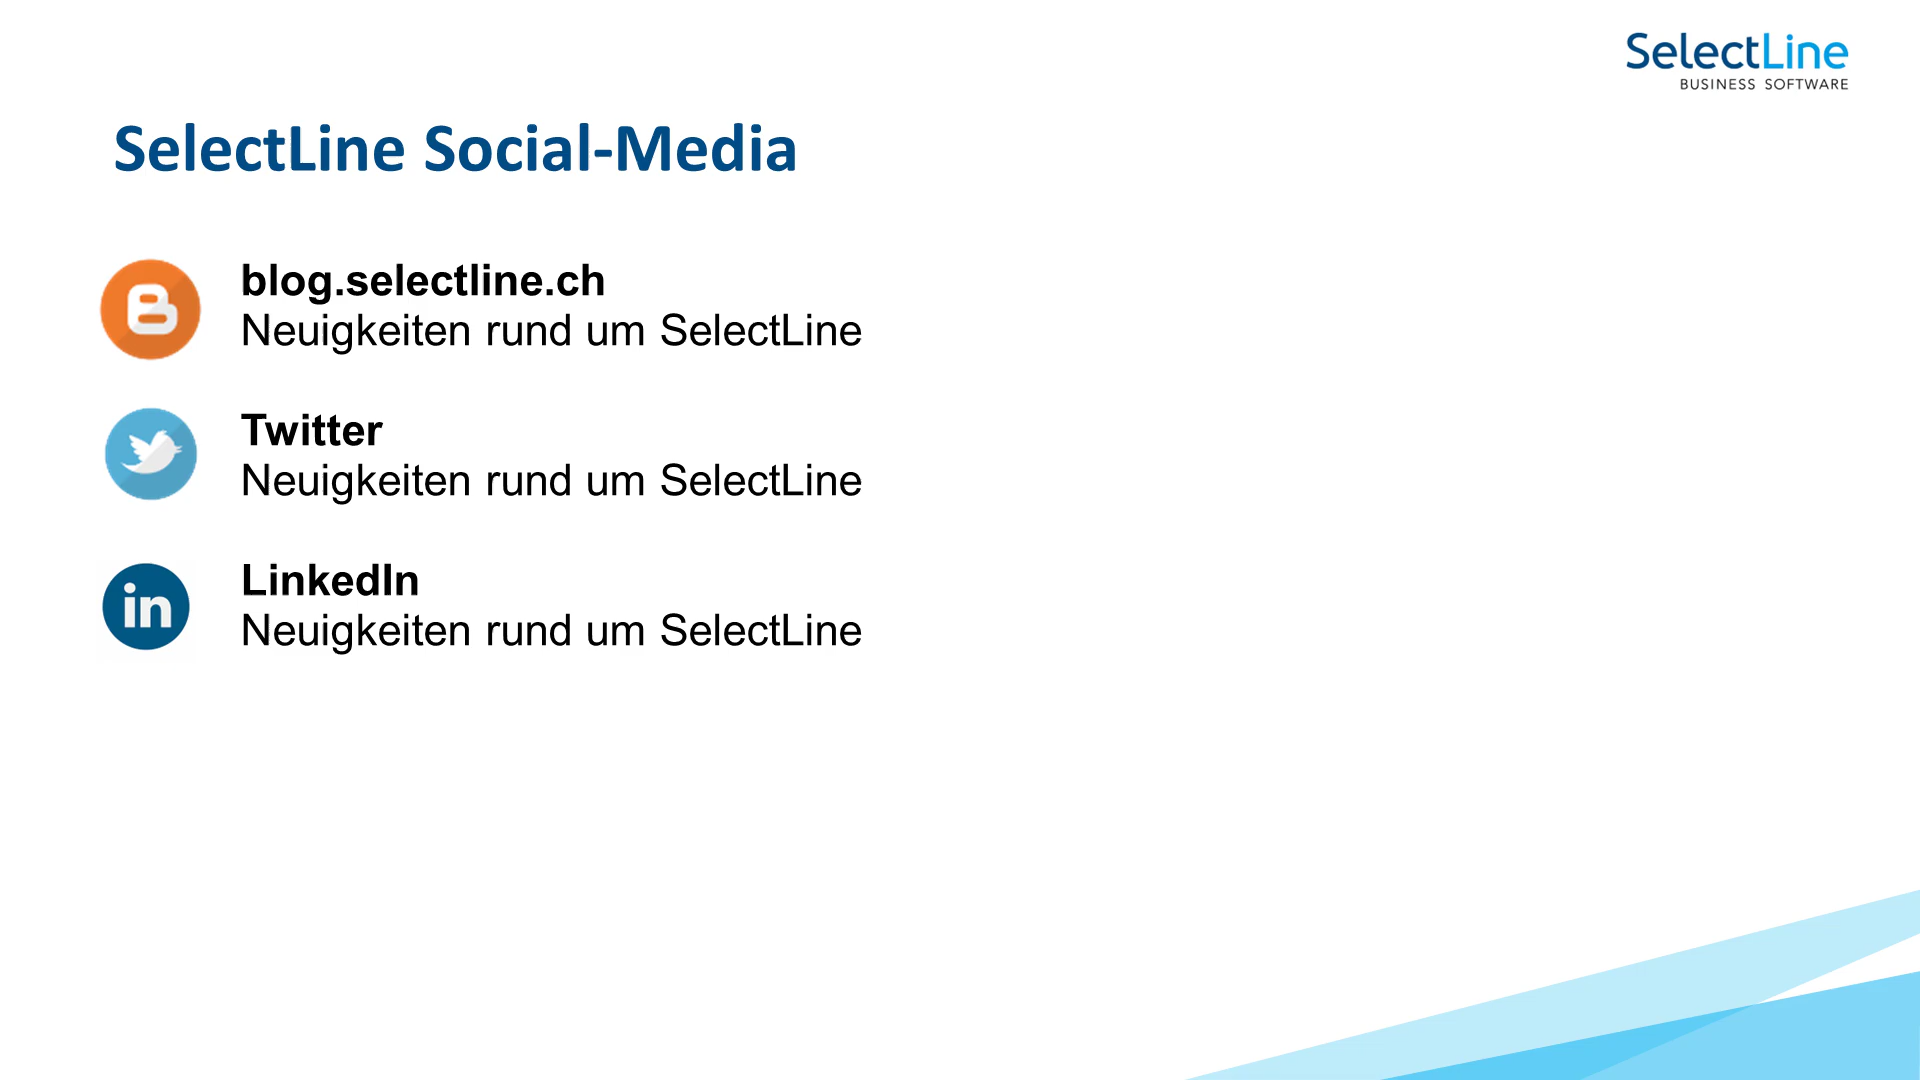 SelectLine
BUSINESS SOFTWARE
SelectLine Social-Media
blog.selectline.ch
Neuigkeiten rund um SelectLine
Twitter
Neuigkeiten rund um SelectLine
in
LinkedIn
Neuigkeiten rund um SelectLine